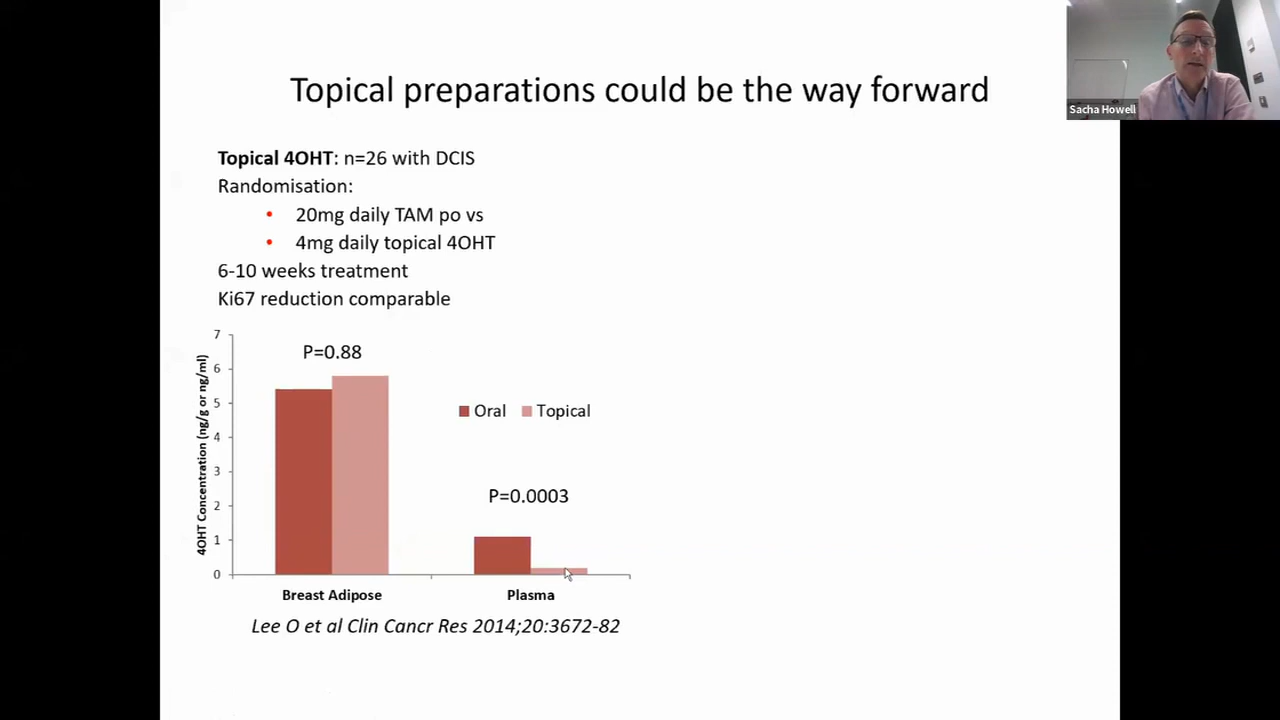 Topical preparations could be the way forward
Sacha Howell
Topical 4OHT: n=26 with DCIS
Randomisation:
• 20mg daily TAM po vs
• 4mg daily topical 4OHT
6-10 weeks treatment
Ki67 reduction comparable
4OHT Concentration (ng/g or ng/ml)
7
6
5
4
3
2
1
0
P=0.88
Oral Topical
P=0.0003
Breast Adipose Plasma
Lee O et al Clin Cancr Res 2014;20:3672-82